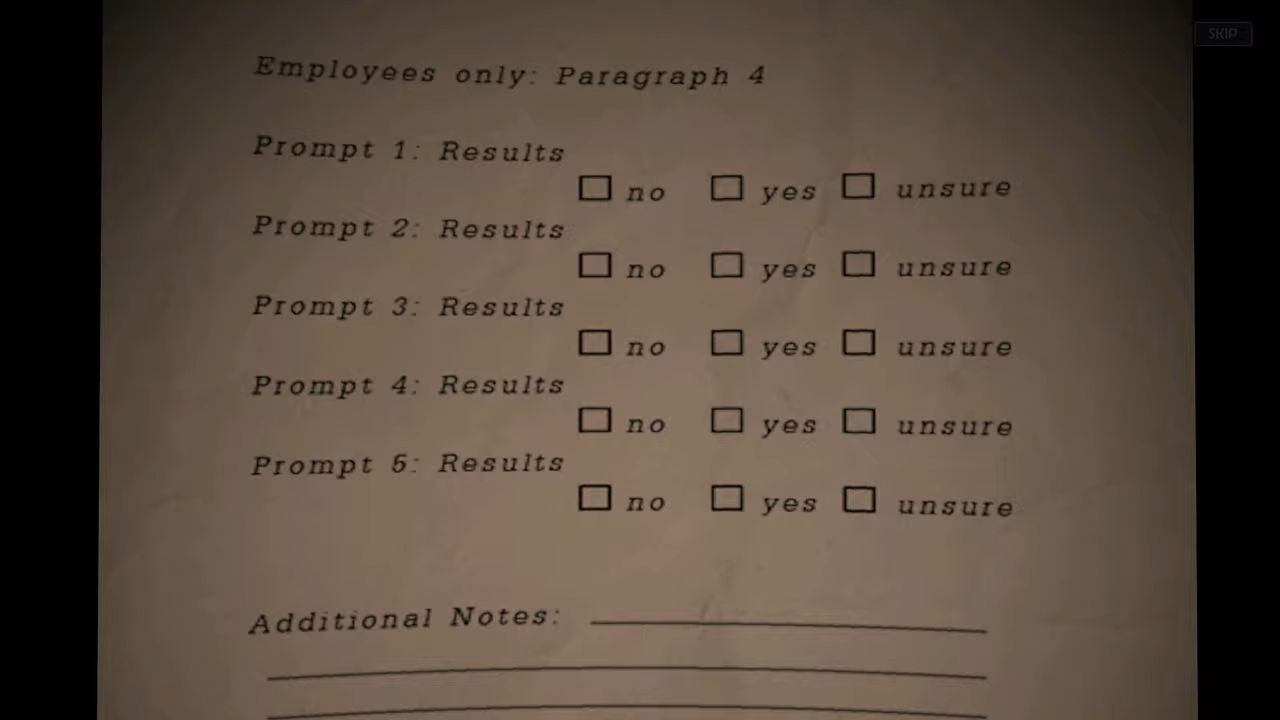 SKIP
Employees only: Paragraph 4
Prompt 1: Results
no yes unsure
Prompt 2: Results
no yes unsure
Prompt 3: Results
no yes unsure
Prompt 4: Results
no yes unsure
Prompt 5: Results
no yes unsure
Additional Notes: